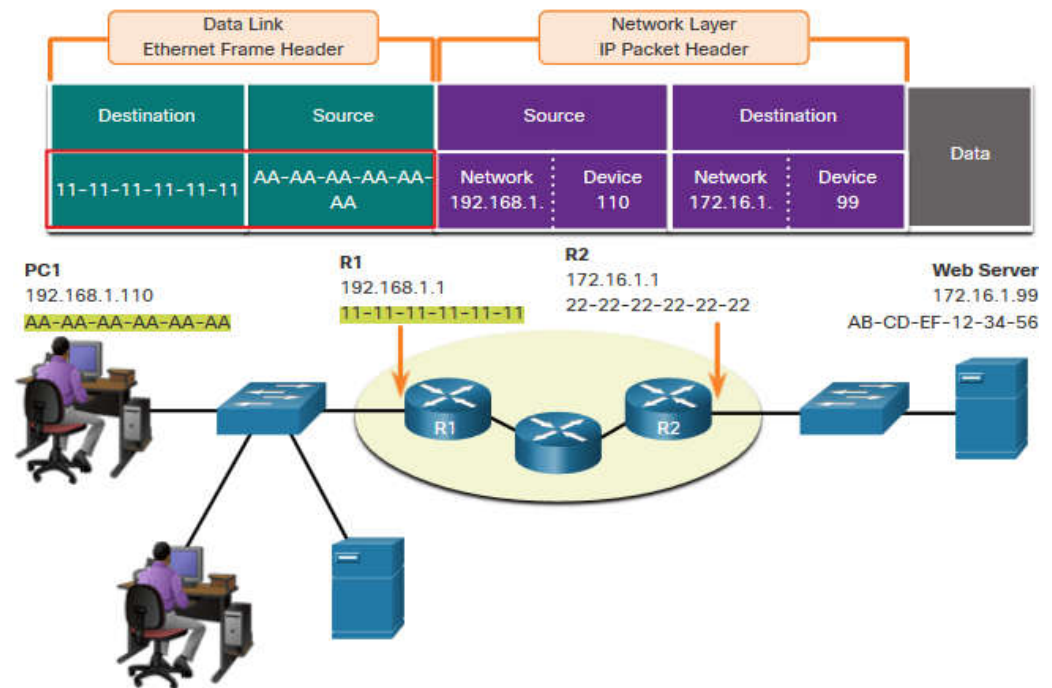 Data Link
Ethernet Frame Header
Network Layer
IP Packet Header
Destination
Source
Source
Destination
Data
11-11-11-11-11-11
AA-AA-AA-AA-AA-
AA
Network
192.168.1.
Device
110
Network
172.16.1.
Device
99
PC1
192.168.1.110
AA-AA-AA-AA-AA-AA
R1
192.168.1.1
11-11-11-11-11-11
R2
172.16.1.1
22-22-22-22-22-22
Web Server
172.16.1.99
AB-CD-EF-12-34-56
R1
R2